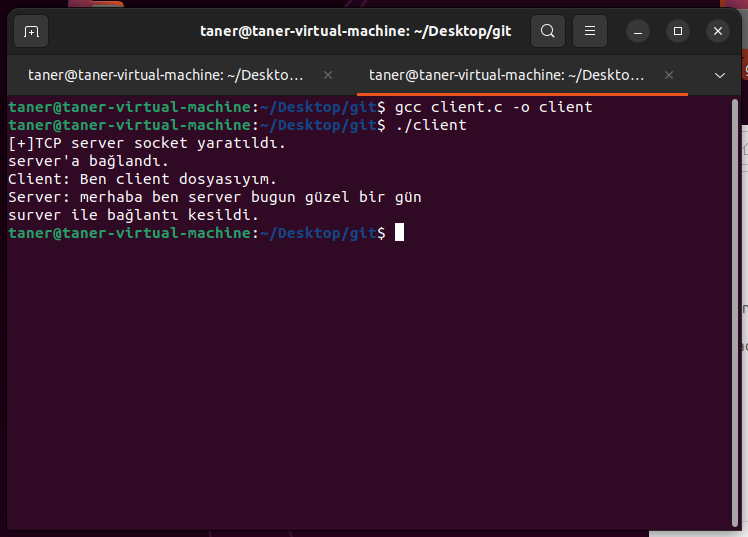 taner@taner-virtual-machine: ~/Desktop/git
taner@taner-virtual-machine: ~/Deskto...
taner@taner-virtual-machine: ~/Deskto...
taner@taner-virtual-machine:~/Desktop/git$ gcc client.c -o client
taner@taner-virtual-machine:~/Desktop/git$ ./client
[+]TCP server socket yaratıldı.
server'a bağlandı.
Client: Ben client dosyasıyım.
Server: merhaba ben server bugun güzel bir gün
surver ile bağlantı kesildi.
taner@taner-virtual-machine:~/Desktop/git$